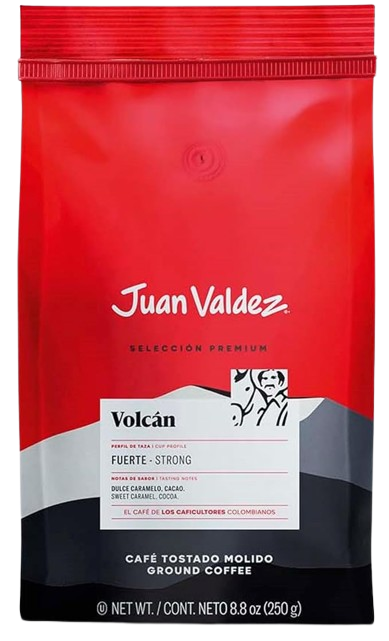 Juan Valdez®
SELECCIÓN PREMIUM
Volcán
PERFIL DE TAZA | CUP PROFILE
FUERTE - STRONG
NOTAS DE SABOR | TASTING NOTES
DULCE CARAMELO, CACAO.
SWEET CARAMEL, COCOA.
EL CAFÉ DE LOS CAFICULTORES COLOMBIANOS
CAFÉ TOSTADO MOLIDO
GROUND COFFEE
U NET WT. / CONT. NETO 8.8 oz (250 g)